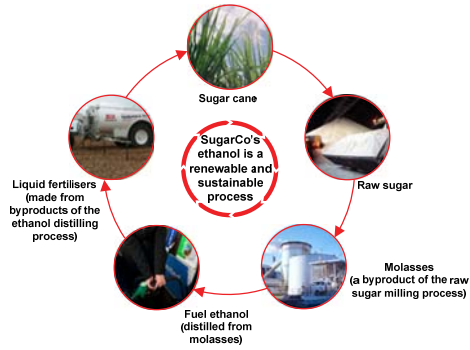 Sugar cane
SugarCo's
ethanol is a
renewable and
sustainable
process
Raw sugar
Molasses
(a byproduct of the raw
sugar milling process)
Fuel ethanol
(distilled from
molasses)
Liquid fertilisers
(made from
byproducts of the
ethanol distilling
process)